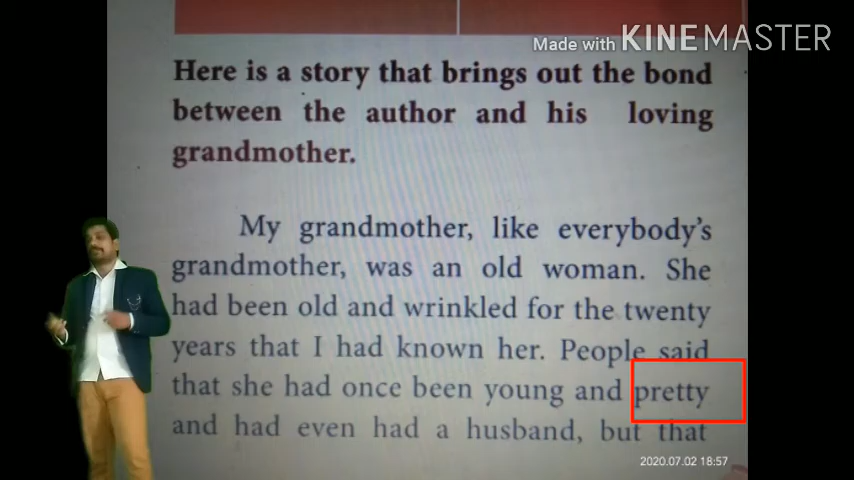 Made with KINEMASTER
Here is a story that brings out the bond
between the author and his loving
grandmother.
My grandmother, like everybody's
grandmother, was an old woman. She
had been old and wrinkled for the twenty
years that I had known her. People said
that she had once been young and pretty
and had even had a husband, but that
2020.07.02 18:57